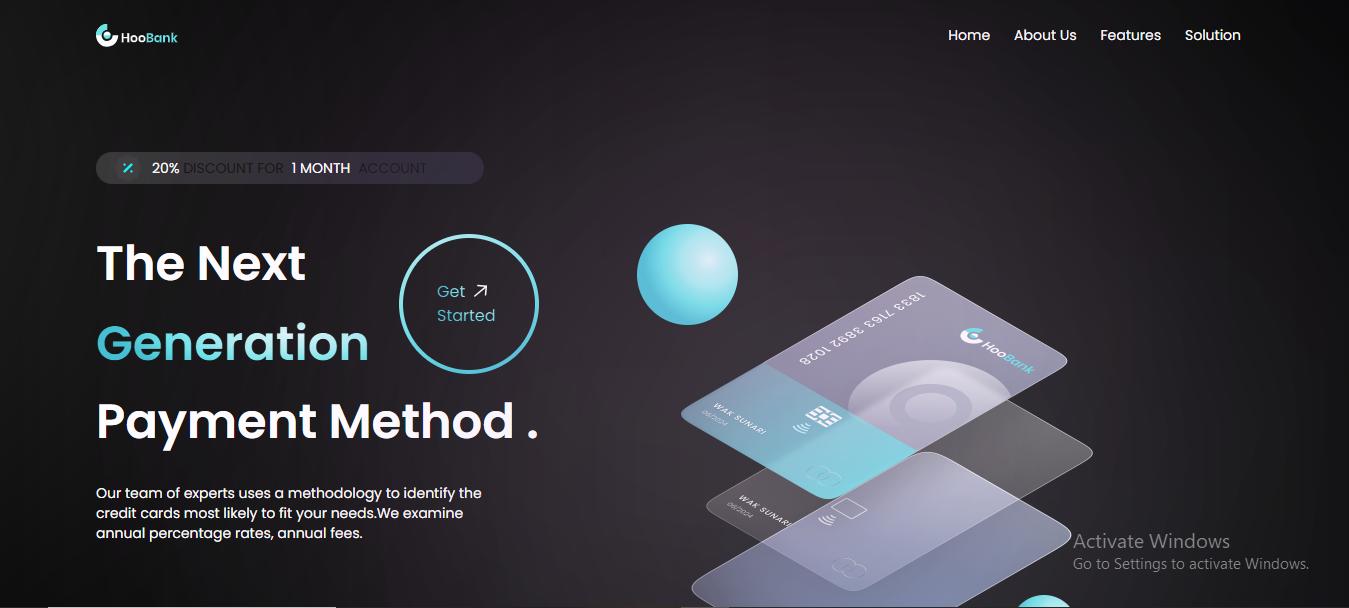 HooBank
Home About Us Features Solution
20% DISCOUNT FOR 1 MONTH ACCOUNT
The Next
Generation
Payment Method .
Get
Started
Our team of experts uses a methodology to identify the
credit cards most likely to fit your needs.We examine
annual percentage rates, annual fees.
1833 7163 3892 1028
HooBank
WAK SUNARI
06/2024
WAK SUNARI
06/2024
Activate Windows
Go to Settings to activate Windows.